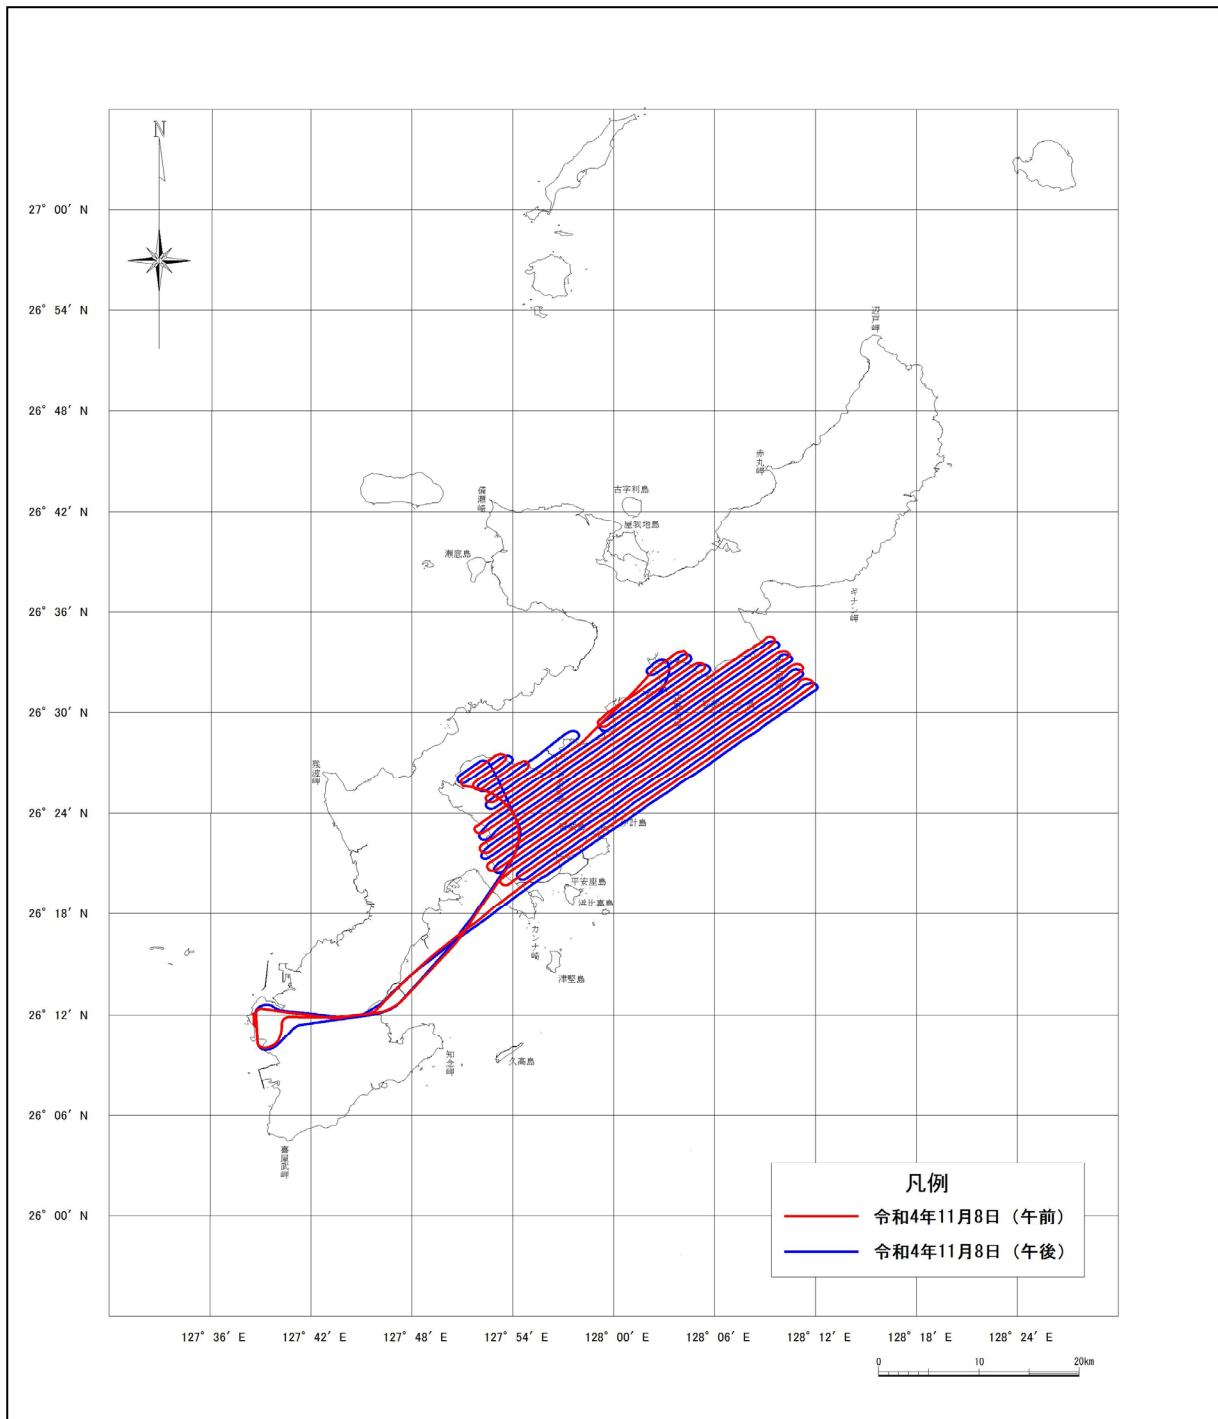 N
27° 00′ N
26° 54′ N
辺戸岬
26° 48′ N
赤丸岬
備瀬崎
古宇利島
26° 42′ N
屋我地島
瀬底島
26° 36′ N
ギナン岬
26° 30′ N
残波岬
26° 24′ N
計島
平安座島
浜比嘉島
26° 18′ N
カンナ崎
津堅島
26° 12′ N
知念岬
久高島
26° 06′ N
喜屋武岬
26° 00′ N
凡例
令和4年11月8日（午前）
令和4年11月8日（午後）
127° 36′ E 127° 42′ E 127° 48′ E 127° 54′ E 128° 00′ E 128° 06′ E 128° 12′ E 128° 18′ E 128° 24′ E
0 10 20km